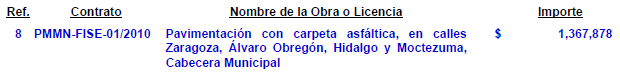 Ref. Contrato Nombre de la Obra o Licencia Importe
8 PMMN-FISE-01/2010 Pavimentación con carpeta asfáltica, en calles $ 1,367,878
Zaragoza, Álvaro Obregón, Hidalgo y Moctezuma,
Cabecera Municipal